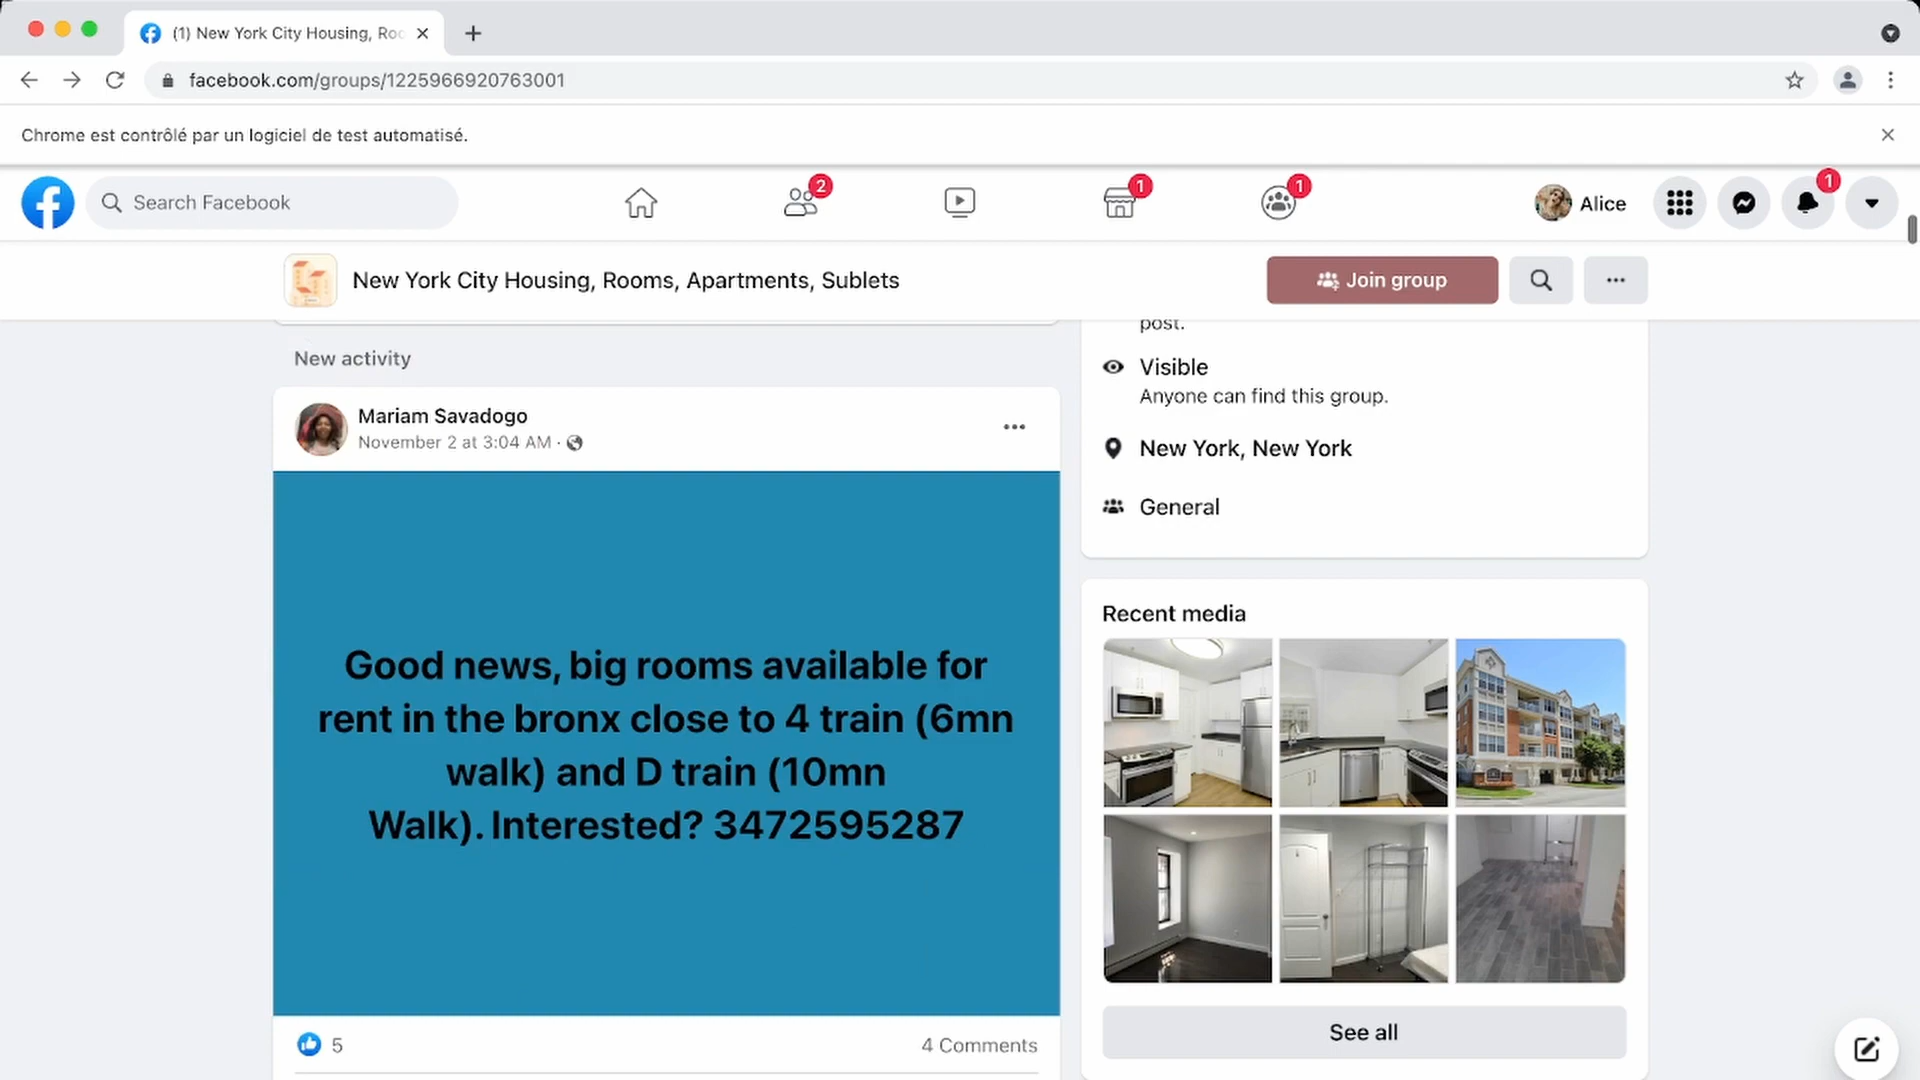 (1) New York City Housing, Roo
facebook.com/groups/1225966920763001
Chrome est contrôlé par un logiciel de test automatisé.
Search Facebook
2
1
1
Alice
1
New York City Housing, Rooms, Apartments, Sublets
Join group
New activity
Mariam Savadogo
November 2 at 3:04 AM ·
Good news, big rooms available for
rent in the bronx close to 4 train (6mn
walk) and D train (10mn
Walk). Interested? 3472595287
5
4 Comments
post.
Visible
Anyone can find this group.
New York, New York
General
Recent media
See all